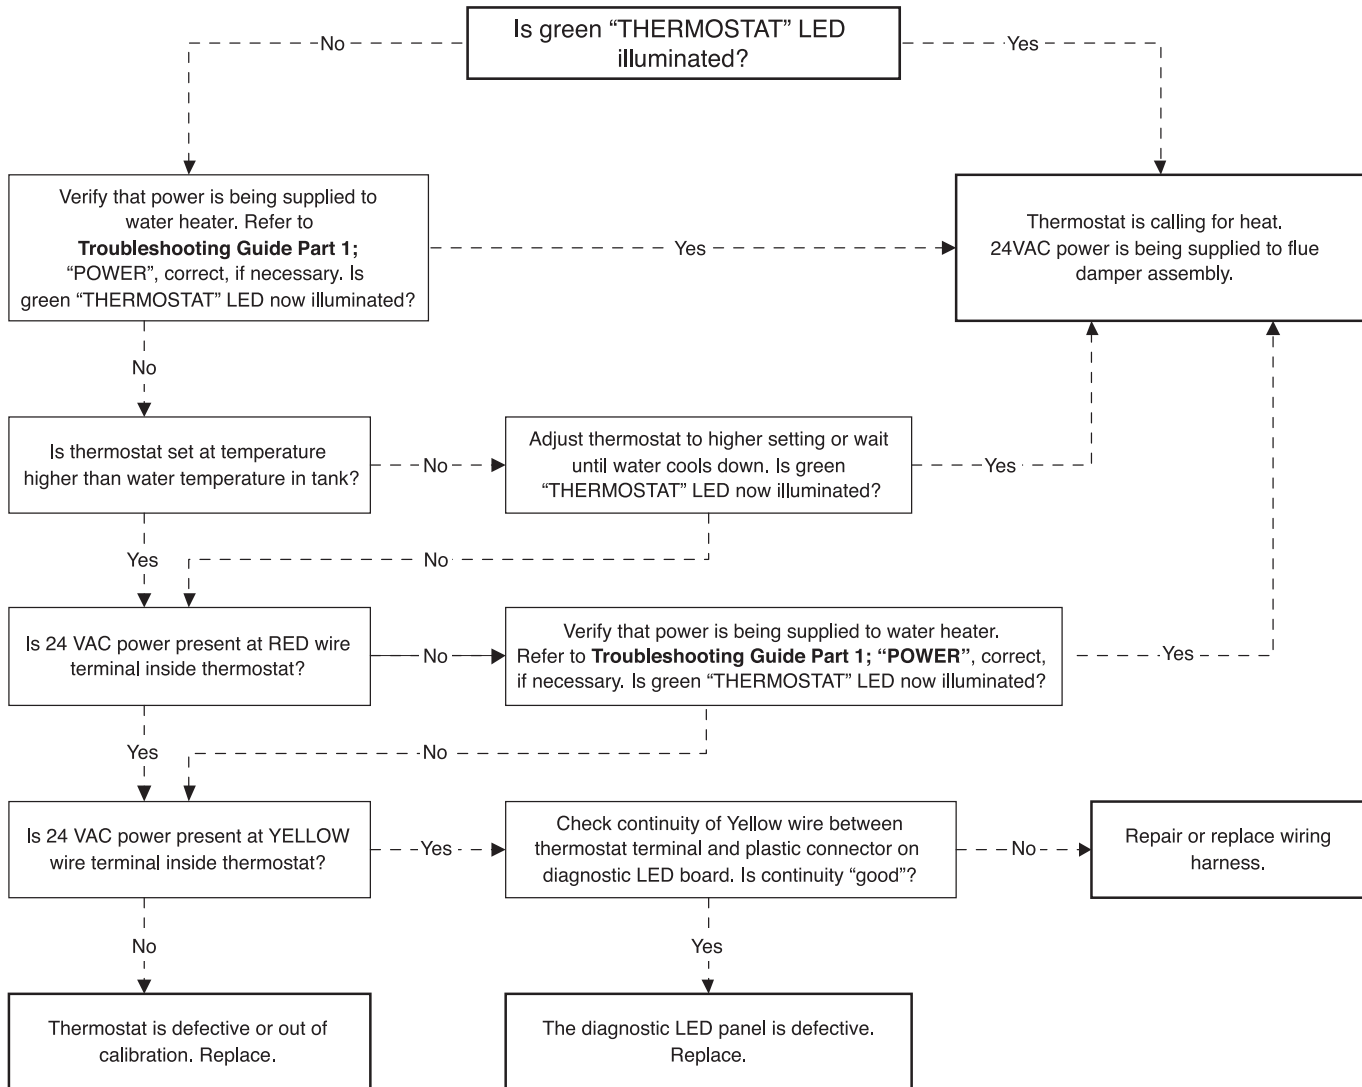 Is green “THERMOSTAT” LED
illuminated?
No
Yes
Verify that power is being supplied to
water heater. Refer to
Troubleshooting Guide Part 1;
“POWER”, correct, if necessary. Is
green “THERMOSTAT” LED now illuminated?
Yes
Thermostat is calling for heat.
24VAC power is being supplied to flue
damper assembly.
No
Is thermostat set at temperature
higher than water temperature in tank?
No
Adjust thermostat to higher setting or wait
until water cools down. Is green
“THERMOSTAT” LED now illuminated?
Yes
Yes
No
Is 24 VAC power present at RED wire
terminal inside thermostat?
No
Verify that power is being supplied to water heater.
Refer to Troubleshooting Guide Part 1; “POWER”, correct,
if necessary. Is green “THERMOSTAT” LED now illuminated?
Yes
Yes
No
Is 24 VAC power present at YELLOW
wire terminal inside thermostat?
Yes
Check continuity of Yellow wire between
thermostat terminal and plastic connector on
diagnostic LED board. Is continuity “good”?
No
Repair or replace wiring
harness.
No
Yes
Thermostat is defective or out of
calibration. Replace.
The diagnostic LED panel is defective.
Replace.